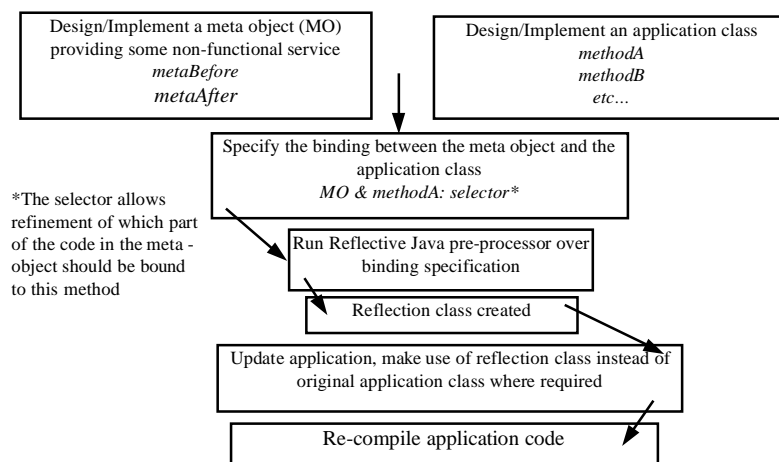 Design/Implement a meta object (MO)
providing some non-functional service
metaBefore
metaAfter
Design/Implement an application class
methodA
methodB
etc…
Specify the binding between the meta object and the
application class
MO & methodA: selector*
*The selector allows
refinement of which part
of the code in the meta -
object should be bound
to this method
Run Reflective Java pre-processor over
binding specification
Reflection class created
Update application, make use of reflection class instead of
original application class where required
Re-compile application code